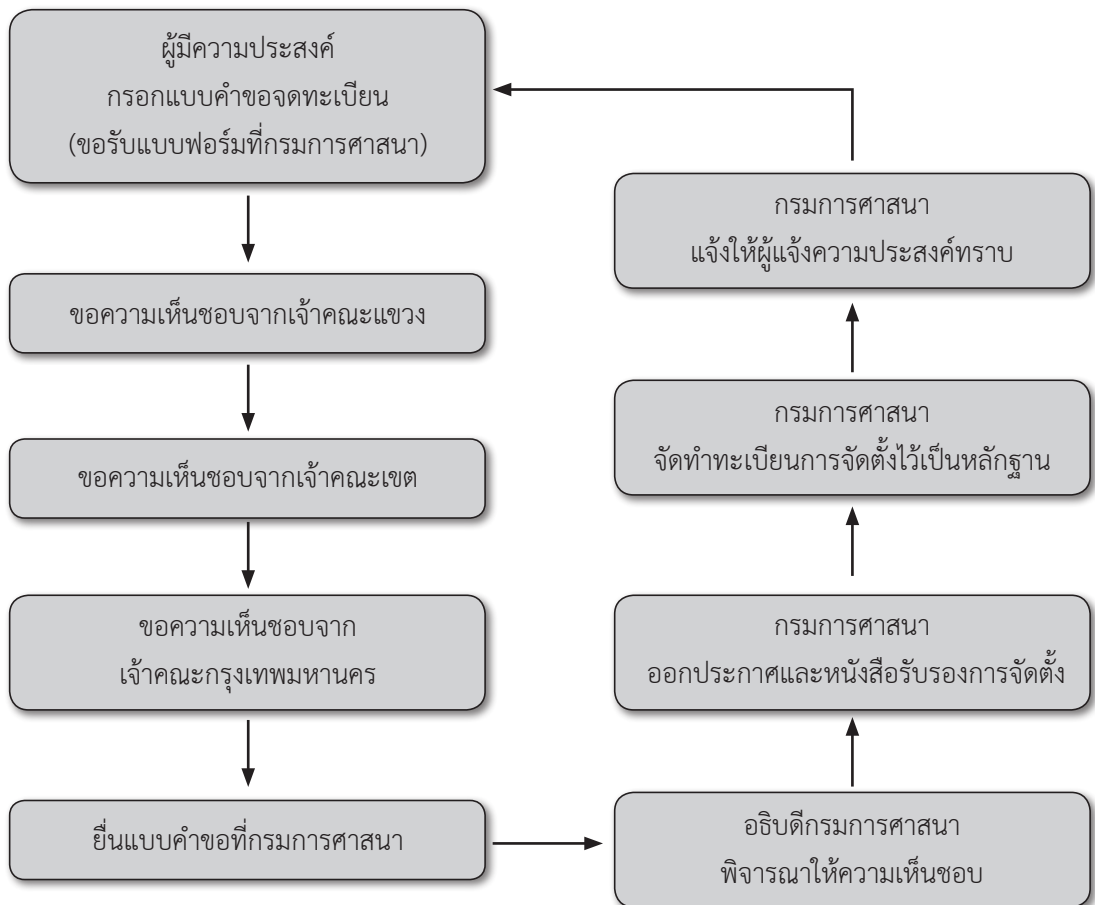 ผู้มีความประสงค์
กรอกแบบคำขอจดทะเบียน
(ขอรับแบบฟอร์มที่กรมการศาสนา)
ขอความเห็นชอบจากเจ้าคณะแขวง
ขอความเห็นชอบจากเจ้าคณะเขต
ขอความเห็นชอบจาก
เจ้าคณะกรุงเทพมหานคร
ยื่นแบบคำขอที่กรมการศาสนา
อธิบดีกรมการศาสนา
พิจารณาให้ความเห็นชอบ
กรมการศาสนา
ออกประกาศและหนังสือรับรองการจัดตั้ง
กรมการศาสนา
จัดทำทะเบียนการจัดตั้งไว้เป็นหลักฐาน
กรมการศาสนา
แจ้งให้ผู้แจ้งความประสงค์ทราบ